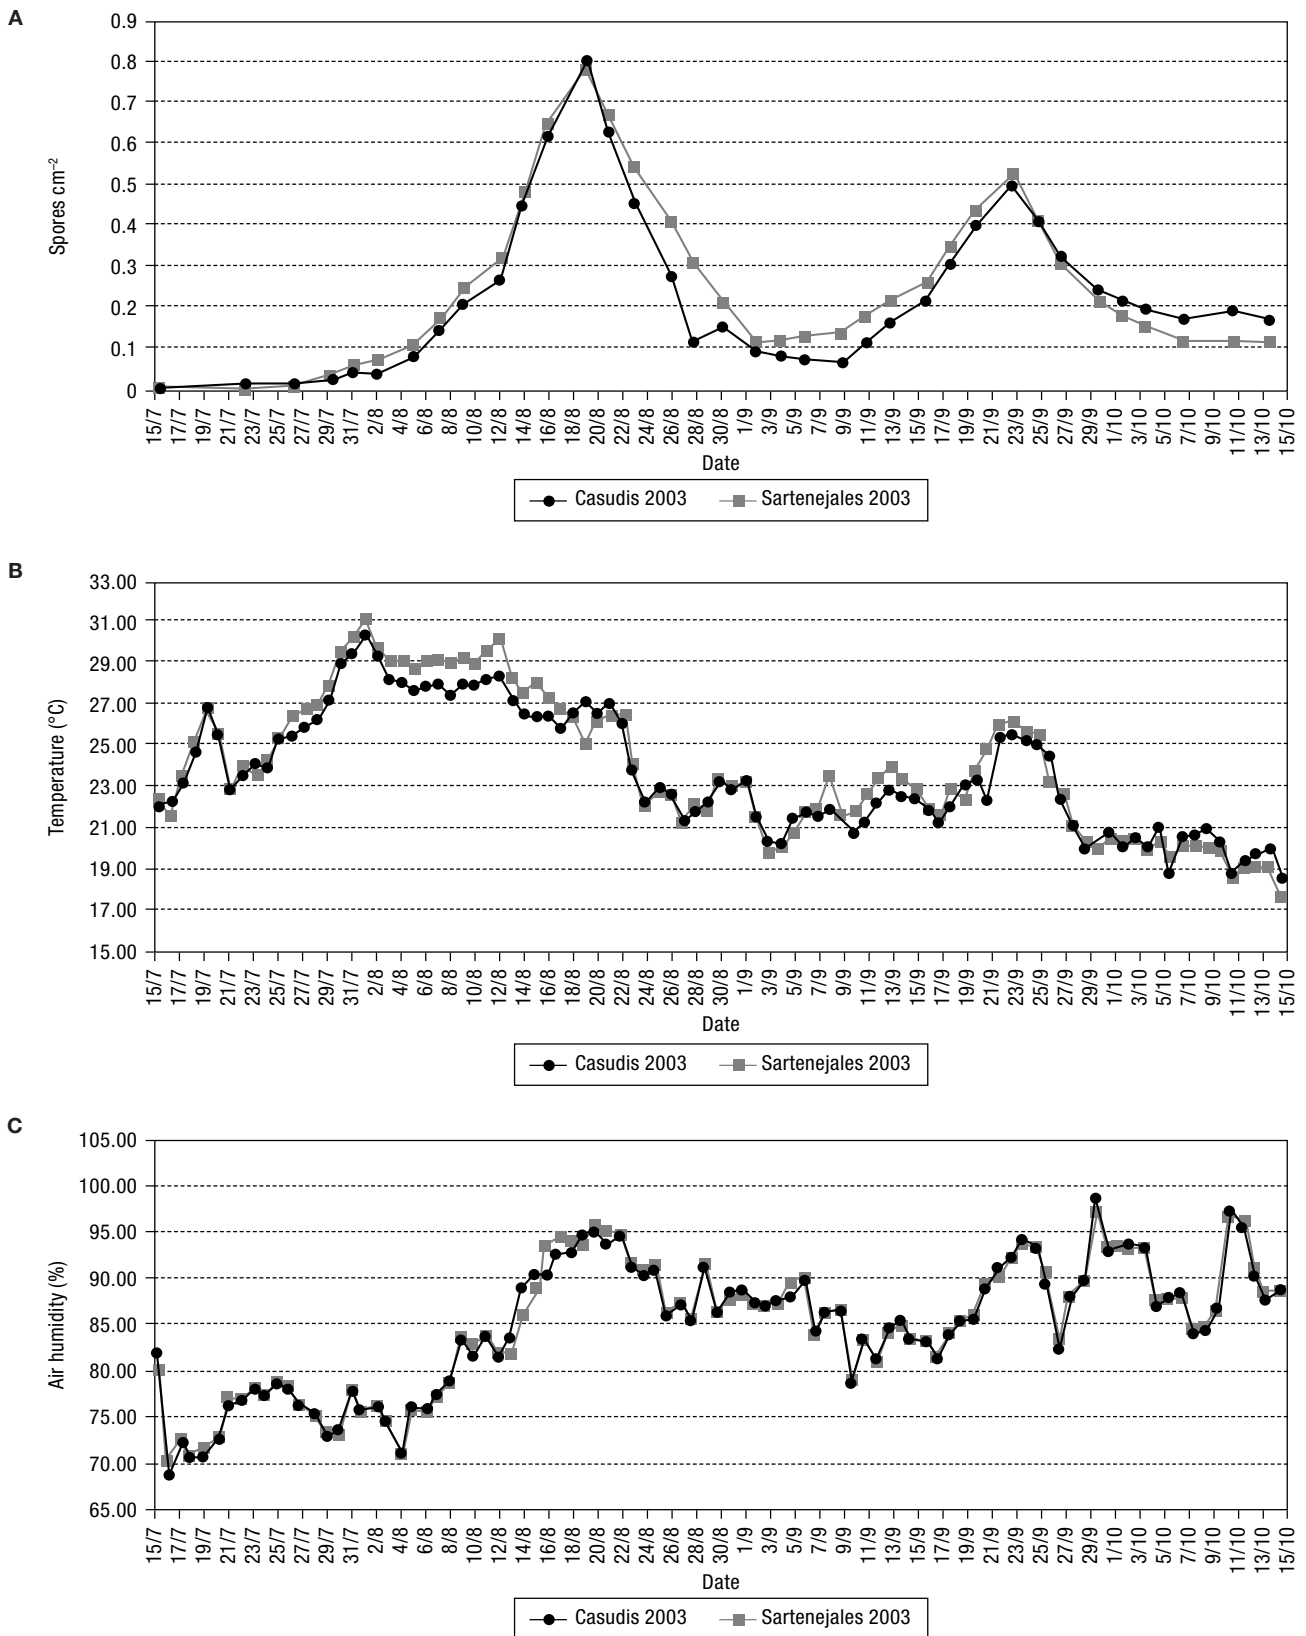 A
0.9
0.8
0.7
0.6
0.5
0.4
0.3
0.2
0.1
0
Spores cm⁻²
15/7 17/7 19/7 21/7 23/7 25/7 27/7 29/7 31/7 2/8 4/8 6/8 8/8 10/8 12/8 14/8 16/8 18/8 20/8 22/8 24/8 26/8 28/8 30/8 1/9 3/9 5/9 7/9 9/9 11/9 13/9 15/9 17/9 19/9 21/9 23/9 25/9 27/9 29/9 1/10 3/10 5/10 7/10 9/10 11/10 13/10 15/10
Date
Casudis 2003 Sartenejales 2003
B
33.00
31.00
29.00
27.00
25.00
23.00
21.00
19.00
17.00
15.00
Temperature (°C)
15/7 17/7 19/7 21/7 23/7 25/7 27/7 29/7 31/7 2/8 4/8 6/8 8/8 10/8 12/8 14/8 16/8 18/8 20/8 22/8 24/8 26/8 28/8 30/8 1/9 3/9 5/9 7/9 9/9 11/9 13/9 15/9 17/9 19/9 21/9 23/9 25/9 27/9 29/9 1/10 3/10 5/10 7/10 9/10 11/10 13/10 15/10
Date
Casudis 2003 Sartenejales 2003
C
105.00
100.00
95.00
90.00
85.00
80.00
75.00
70.00
65.00
Air humidity (%)
15/7 17/7 19/7 21/7 23/7 25/7 27/7 29/7 31/7 2/8 4/8 6/8 8/8 10/8 12/8 14/8 16/8 18/8 20/8 22/8 24/8 26/8 28/8 30/8 1/9 3/9 5/9 7/9 9/9 11/9 13/9 15/9 17/9 19/9 21/9 23/9 25/9 27/9 29/9 1/10 3/10 5/10 7/10 9/10 11/10 13/10 15/10
Date
Casudis 2003 Sartenejales 2003